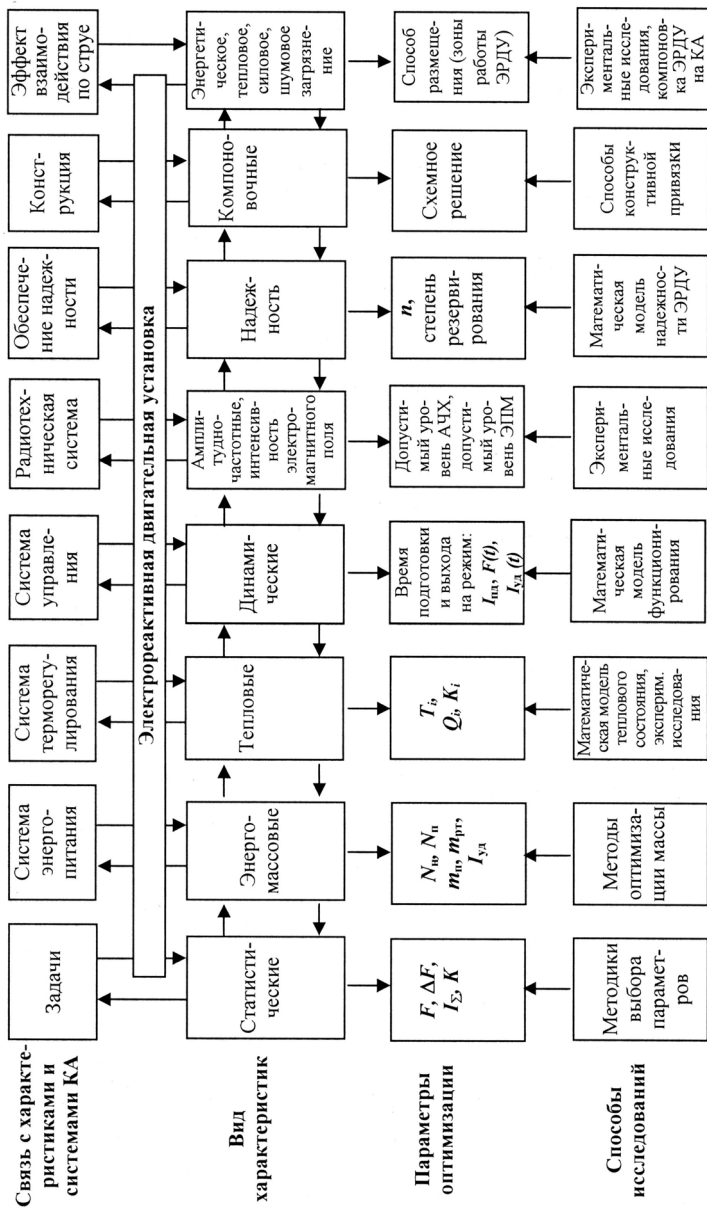 Связь с характе-
ристиками и
системами КА
Задачи
Система
энерго-
питания
Система
терморегу-
лирования
Система
управле-
ния
Радиотех-
ническая
система
Обеспече-
ние надеж-
ности
Конст-
рукция
Эффект
взаимо-
действия
по струе
Электрореактивная двигательная установка
Вид
характеристик
Статисти-
ческие
Энерго-
массовые
Тепловые
Динами-
ческие
Ампли-
тудно-
частотные,
интенсив-
ность
электро-
магнитного
поля
Надеж-
ность
Компоно-
вочные
Энергети-
ческое,
тепловое,
силовое,
шумовое
загрязне-
ние
Параметры
оптимизации
F, ΔF,
I_Σ, K
N_н, N_п
m_п, m_рт,
I_уд
T_i,
Q_i, K_i
Время
подготовки
и выхода
на режим:
I_пд, F(t),
I_уд (t)
Допусти-
мый уро-
вень АЧХ,
допусти-
мый уро-
вень ЭПМ
n,
степень
резерви-
рования
Схемное
решение
Способ
размеще-
ния (зоны
работы
ЭРДУ)
Способы
исследований
Методики
выбора
парамет-
ров
Методы
оптимиза-
ции массы
Математиче-
ская модель
теплового
состояния,
эксперим.
исследова-
ния
Математи-
ческая
модель
функциони-
рования
Экспери-
менталь-
ные иссле-
дования
Математи-
ческая
модель
надежнос-
ти ЭРДУ
Способы
конструк-
тивной
привязки
Экспери-
менталь-
ные иссле-
дования,
компонов-
ка ЭРДУ
на КА